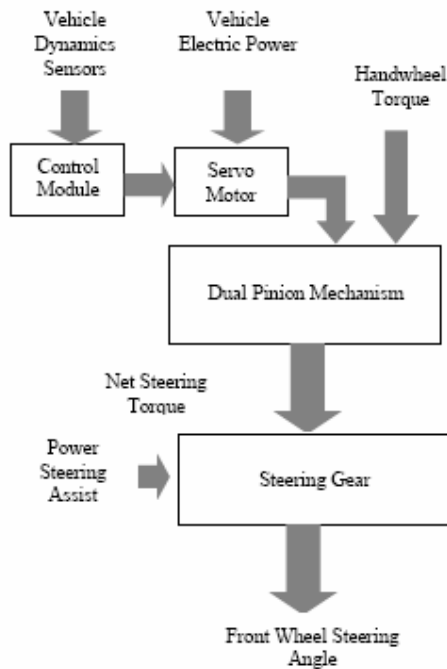 Vehicle
Dynamics
Sensors
Vehicle
Electric Power
Handwheel
Torque
Control
Module
Servo
Motor
Dual Pinion Mechanism
Net Steering
Torque
Power
Steering
Assist
Steering Gear
Front Wheel Steering
Angle